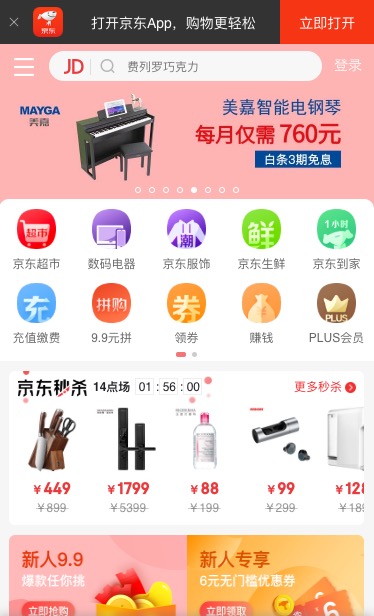 京东
打开京东App，购物更轻松
立即打开
JD
费列罗巧克力
登录
MAYGA
美嘉
美嘉智能电钢琴
每月仅需 760元
白条3期免息
超市
潮
鲜
1小时
京东超市
数码电器
京东服饰
京东生鲜
京东到家
充
拼购
券
PLUS
充值缴费
9.9元拼
领券
赚钱
PLUS会员
京东秒杀
14点场
01 : 56 : 00
更多秒杀
MAYGA
￥449
￥1799
￥88
￥99
￥899
￥5399
￥199
￥299
新人9.9
爆款任你挑
立即抢购
新人专享
6元无门槛优惠券
立即领取